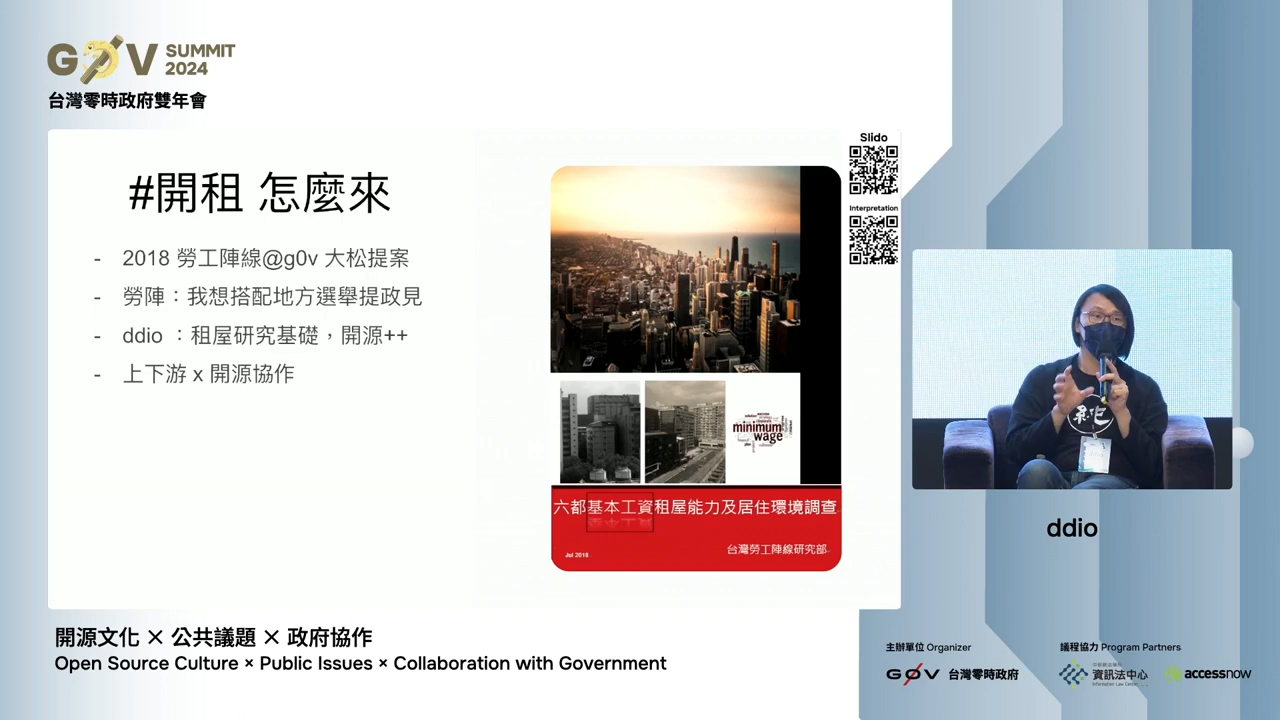 G0V SUMMIT 2024
台灣零時政府雙年會
#開租 怎麼來
- 2018 勞工陣線@g0v 大松提案
- 勞陣：我想搭配地方選舉提政見
- ddio ：租屋研究基礎，開源++
- 上下游 x 開源協作
minimum wage
六都基本工資租屋能力及居住環境調查
台灣勞工陣線研究部
Jul 2018
Slido
Interpretation
ddio
開源文化 × 公共議題 × 政府協作
Open Source Culture × Public Issues × Collaboration with Government
主辦單位 Organizer
G0V 台灣零時政府
議程協力 Program Partners
資訊法中心
Information Law Center
accessnow